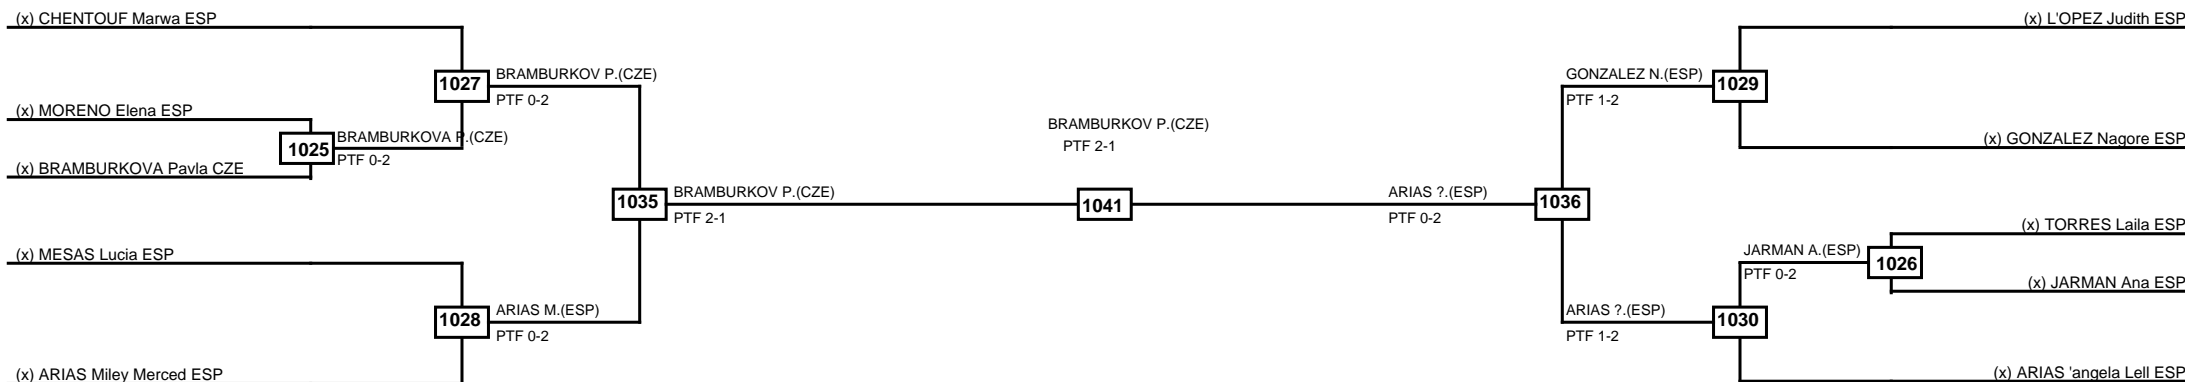 (x) CHENTOUF Marwa ESP
(x) L'OPEZ Judith ESP
1027
BRAMBURKOV P.(CZE)
PTF 0-2
GONZALEZ N.(ESP)
PTF 1-2
1029
(x) MORENO Elena ESP
1025
BRAMBURKOVA P.(CZE)
PTF 0-2
(x) BRAMBURKOVA Pavla CZE
BRAMBURKOV P.(CZE)
PTF 2-1
(x) GONZALEZ Nagore ESP
1035
BRAMBURKOV P.(CZE)
PTF 2-1
1041
ARIAS ?.(ESP)
PTF 0-2
1036
(x) MESAS Lucia ESP
(x) TORRES Laila ESP
JARMAN A.(ESP)
PTF 0-2
1026
(x) JARMAN Ana ESP
1028
ARIAS M.(ESP)
PTF 0-2
ARIAS ?.(ESP)
PTF 1-2
1030
(x) ARIAS Miley Merced ESP
(x) ARIAS 'angela Lell ESP